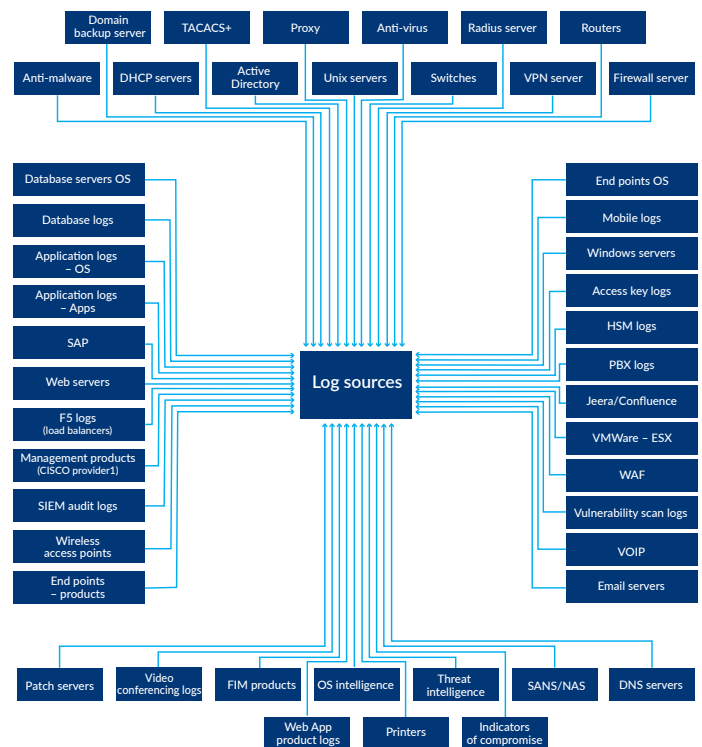 Domain
backup server
TACACS+
Proxy
Anti-virus
Radius server
Routers
Anti-malware
DHCP servers
Active
Directory
Unix servers
Switches
VPN server
Firewall server
Database servers OS
Database logs
Application logs
– OS
Application logs
– Apps
SAP
Web servers
F5 logs
(load balancers)
Management products
(CISCO provider1)
SIEM audit logs
Wireless
access points
End points
– products
Log sources
End points OS
Mobile logs
Windows servers
Access key logs
HSM logs
PBX logs
Jeera/Confluence
VMWare – ESX
WAF
Vulnerability scan logs
VOIP
Email servers
Patch servers
Video
conferencing logs
FIM products
OS intelligence
Threat
intelligence
SANS/NAS
DNS servers
Web App
product logs
Printers
Indicators
of compromise